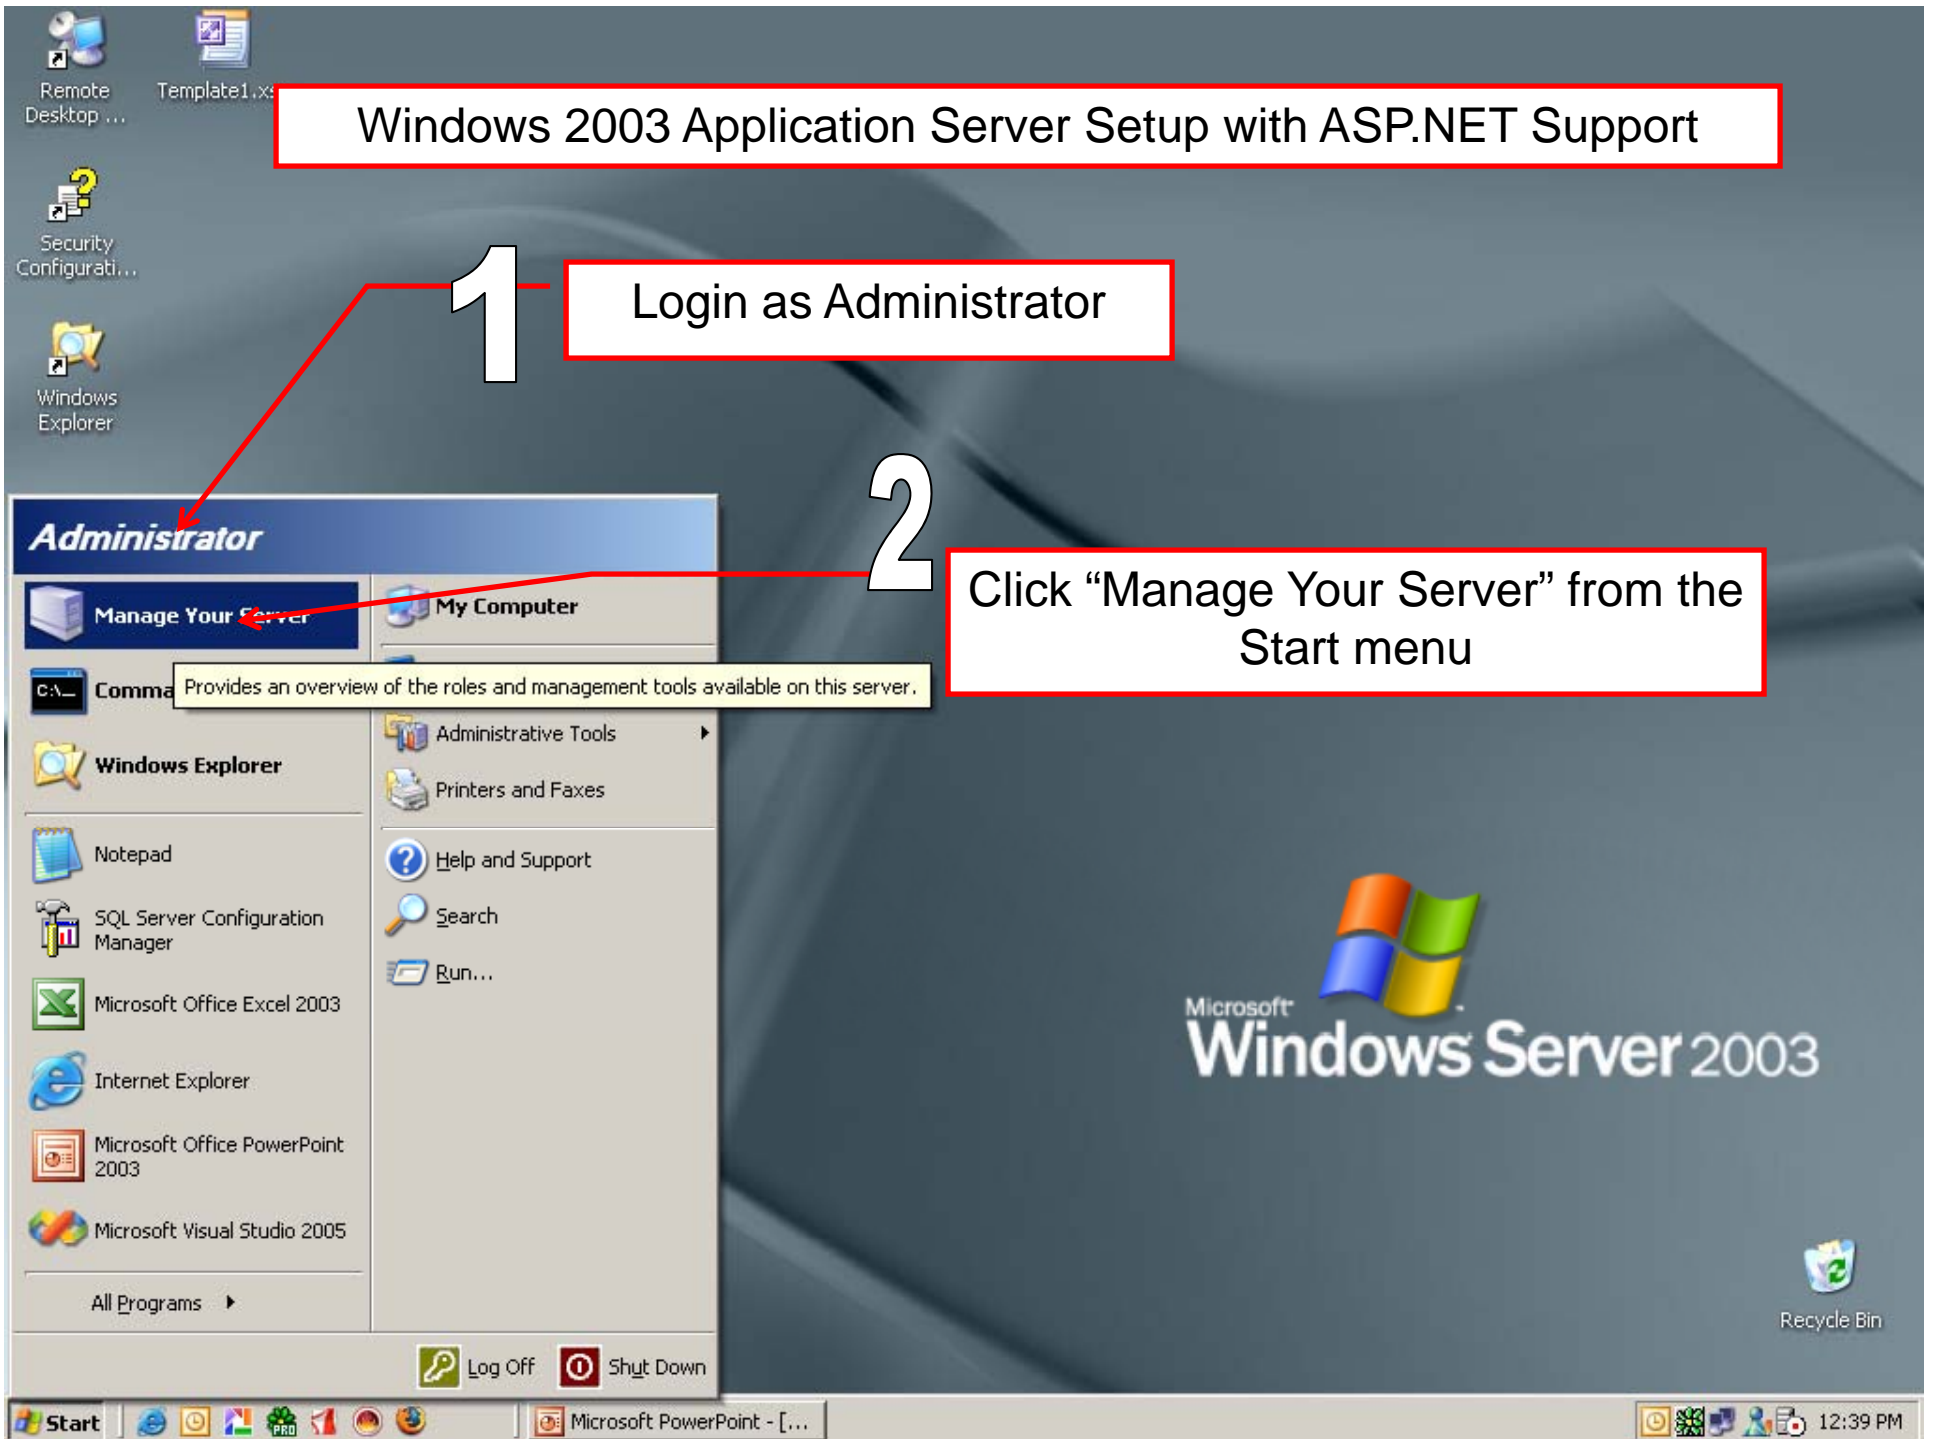 Remote
Desktop ...
Template1.xs
Windows 2003 Application Server Setup with ASP.NET Support
Security
Configurati...
1
Login as Administrator
Windows
Explorer
2
Click “Manage Your Server” from the
Start menu
Administrator
Manage Your Server
My Computer
C:\_
Comma
Provides an overview of the roles and management tools available on this server.
Administrative Tools
Windows Explorer
Printers and Faxes
Notepad
Help and Support
SQL Server Configuration
Manager
Search
Run...
Microsoft Office Excel 2003
Internet Explorer
Microsoft Office PowerPoint
2003
Microsoft Visual Studio 2005
All Programs
Log Off
Shut Down
Microsoft
Windows Server 2003
Recycle Bin
Start
PRO
Microsoft PowerPoint - [...
12:39 PM